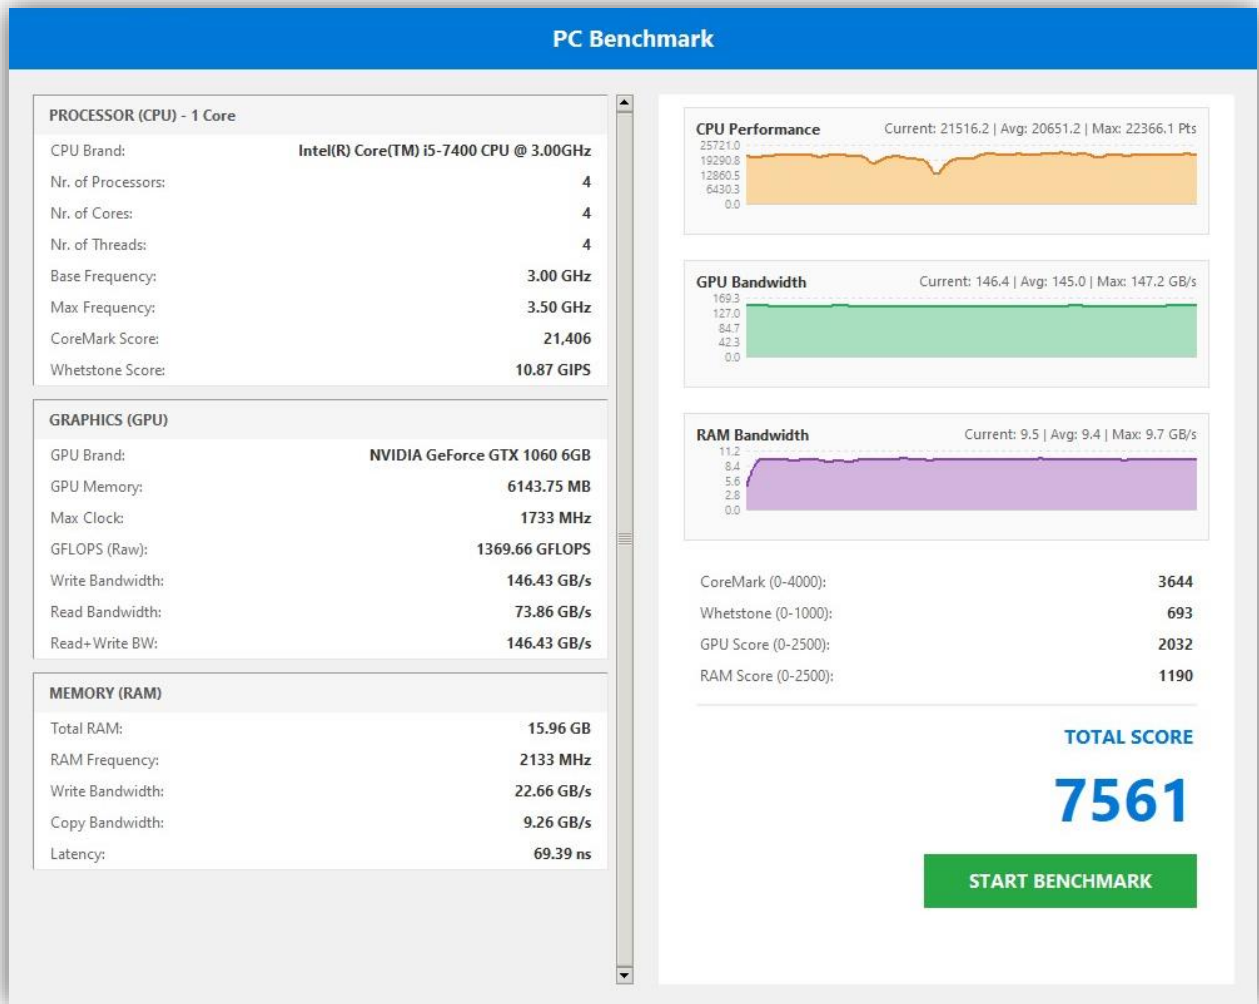 PC Benchmark
PROCESSOR (CPU) - 1 Core
CPU Brand: Intel(R) Core(TM) i5-7400 CPU @ 3.00GHz
Nr. of Processors: 4
Nr. of Cores: 4
Nr. of Threads: 4
Base Frequency: 3.00 GHz
Max Frequency: 3.50 GHz
CoreMark Score: 21,406
Whetstone Score: 10.87 GIPS
GRAPHICS (GPU)
GPU Brand: NVIDIA GeForce GTX 1060 6GB
GPU Memory: 6143.75 MB
Max Clock: 1733 MHz
GFLOPS (Raw): 1369.66 GFLOPS
Write Bandwidth: 146.43 GB/s
Read Bandwidth: 73.86 GB/s
Read+Write BW: 146.43 GB/s
MEMORY (RAM)
Total RAM: 15.96 GB
RAM Frequency: 2133 MHz
Write Bandwidth: 22.66 GB/s
Copy Bandwidth: 9.26 GB/s
Latency: 69.39 ns
CPU Performance Current: 21516.2 | Avg: 20651.2 | Max: 22366.1 Pts
25721.0
19290.8
12860.5
6430.3
0.0
GPU Bandwidth Current: 146.4 | Avg: 145.0 | Max: 147.2 GB/s
169.3
127.0
84.7
42.3
0.0
RAM Bandwidth Current: 9.5 | Avg: 9.4 | Max: 9.7 GB/s
11.2
8.4
5.6
2.8
0.0
CoreMark (0-4000): 3644
Whetstone (0-1000): 693
GPU Score (0-2500): 2032
RAM Score (0-2500): 1190
TOTAL SCORE
7561
START BENCHMARK